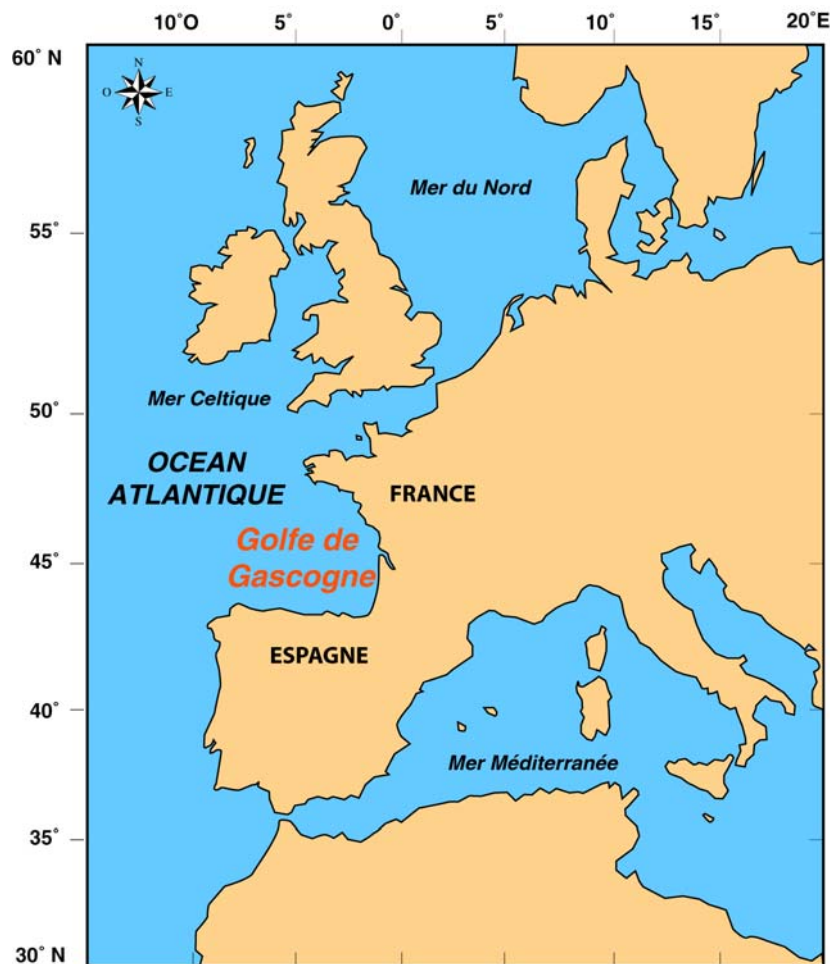 10°O 5° 0° 5° 10° 15° 20°E
60° N
N
O E
S
Mer du Nord
55°
Mer Celtique
50°
OCEAN
ATLANTIQUE
FRANCE
Golfe de
Gascogne
45°
ESPAGNE
40°
Mer Méditerranée
35°
30° N